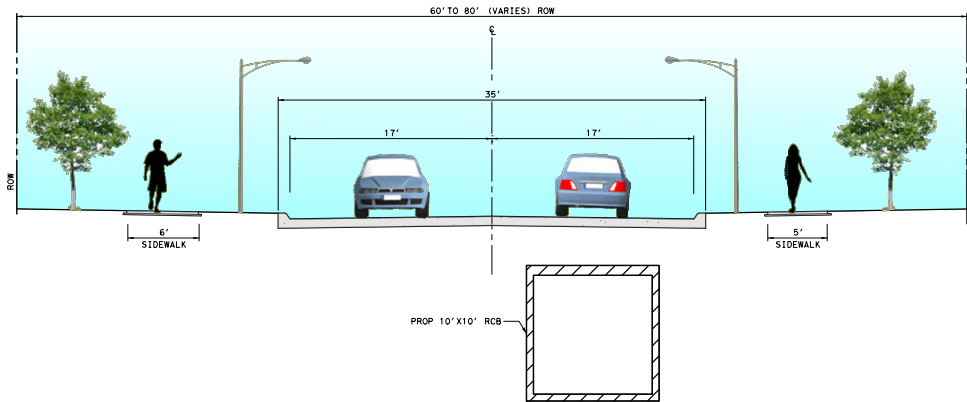 60'TO 80' (VARIES) ROW
℄
35'
17'
17'
ROW
6'
SIDEWALK
5'
SIDEWALK
PROP 10'X10' RCB